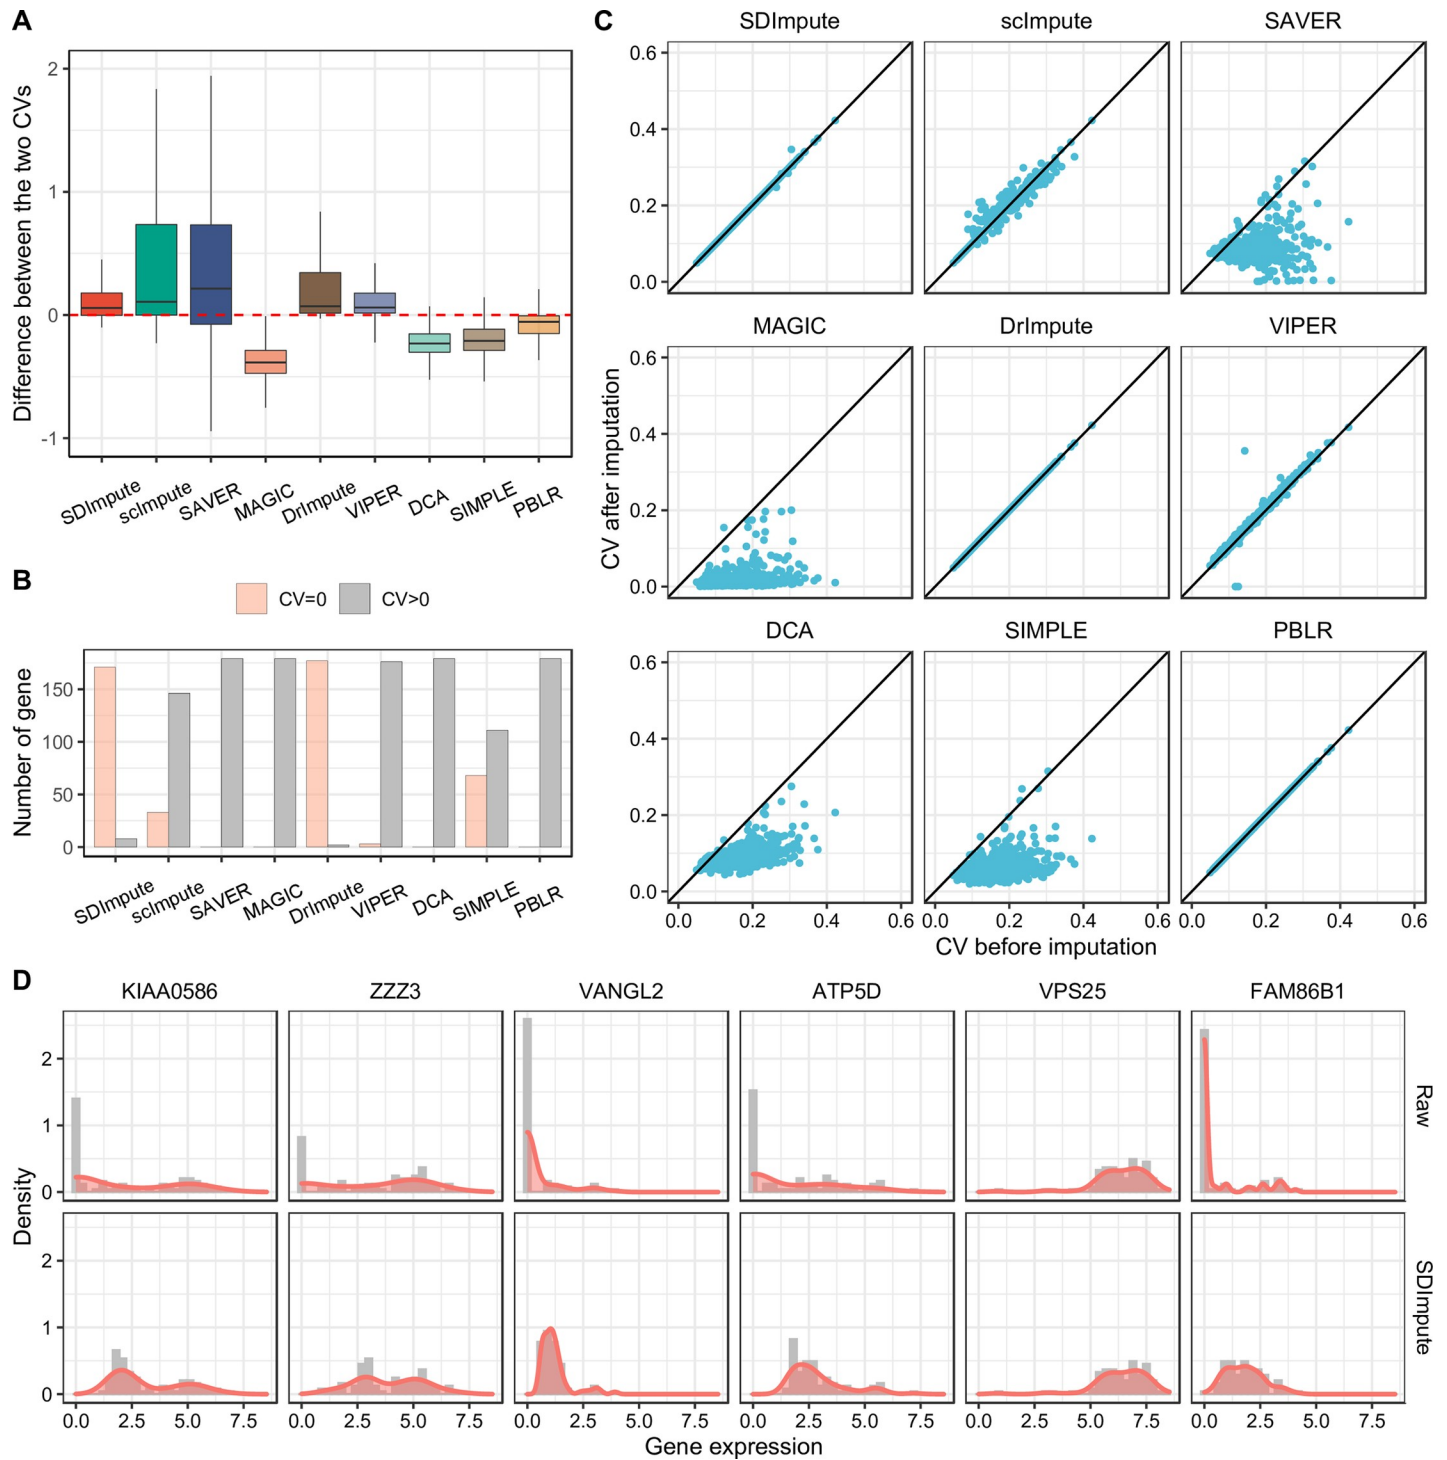 A
Difference between the two CVs
2
1
0
-1
SDImpute
scImpute
SAVER
MAGIC
DrImpute
VIPER
DCA
SIMPLE
PBLR
B
CV=0
CV>0
Number of gene
150
100
50
0
SDImpute
scImpute
SAVER
MAGIC
DrImpute
VIPER
DCA
SIMPLE
PBLR
C
SDImpute
scImpute
SAVER
0.6
0.4
0.2
0.0
MAGIC
DrImpute
VIPER
CV after imputation
0.6
0.4
0.2
0.0
DCA
SIMPLE
PBLR
0.6
0.4
0.2
0.0
0.0 0.2 0.4 0.6 0.0 0.2 0.4 0.6 0.0 0.2 0.4 0.6
CV before imputation
D
KIAA0586
ZZZ3
VANGL2
ATP5D
VPS25
FAM86B1
Density
2
1
0
Raw
2
1
0
SDImpute
0.0 2.5 5.0 7.5 0.0 2.5 5.0 7.5 0.0 2.5 5.0 7.5 0.0 2.5 5.0 7.5 0.0 2.5 5.0 7.5 0.0 2.5 5.0 7.5
Gene expression